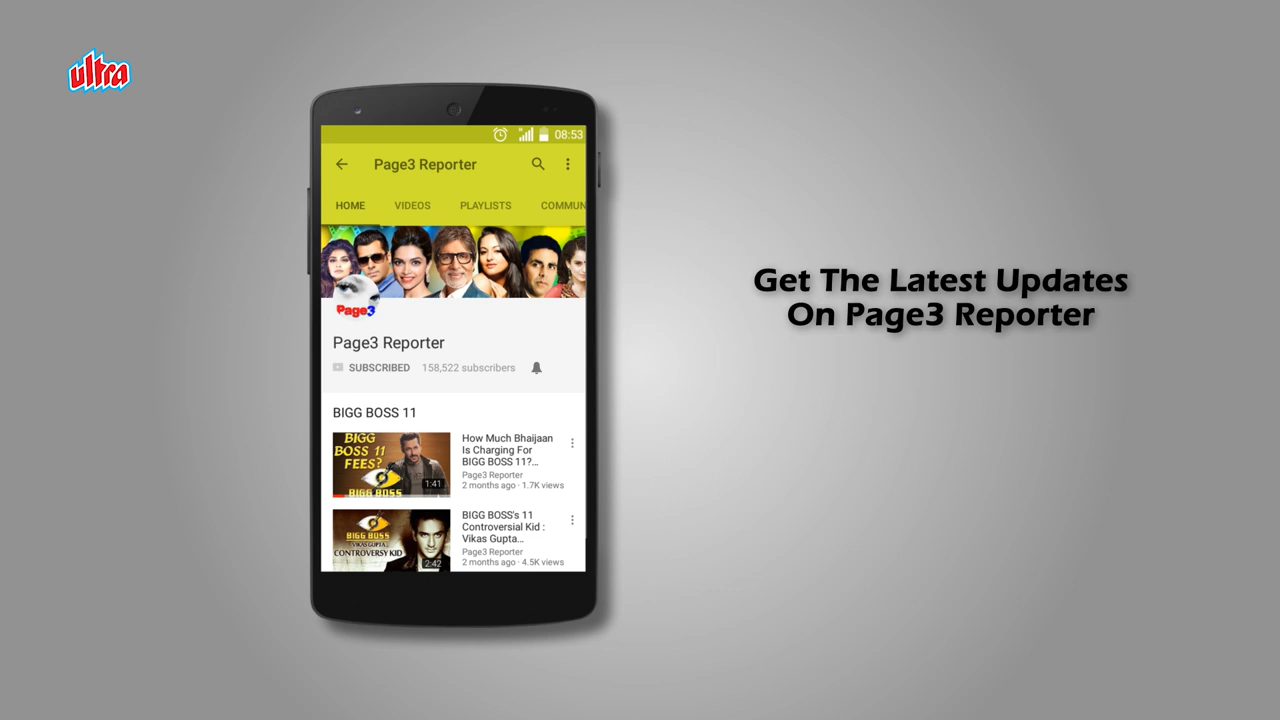 ultra
08:53
Page3 Reporter
HOME VIDEOS PLAYLISTS COMMUN
Page3
Page3 Reporter
SUBSCRIBED 158,522 subscribers
BIGG BOSS 11
BIGG
BOSS 11
FEES?
BIGG BOSS
1:41
How Much Bhaijaan
Is Charging For
BIGG BOSS 11?...
Page3 Reporter
2 months ago · 1.7K views
BIGG BOSS
VIKAS GUPTA
CONTROVERSY KID
2:42
BIGG BOSS's 11
Controversial Kid :
Vikas Gupta...
Page3 Reporter
2 months ago · 4.5K views
Get The Latest Updates
On Page3 Reporter